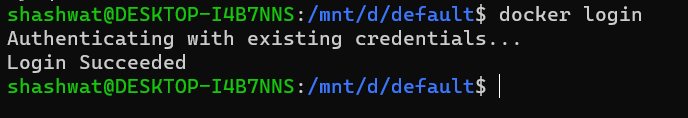 shashwat@DESKTOP-I4B7NNS:/mnt/d/default$ docker login
Authenticating with existing credentials...
Login Succeeded
shashwat@DESKTOP-I4B7NNS:/mnt/d/default$